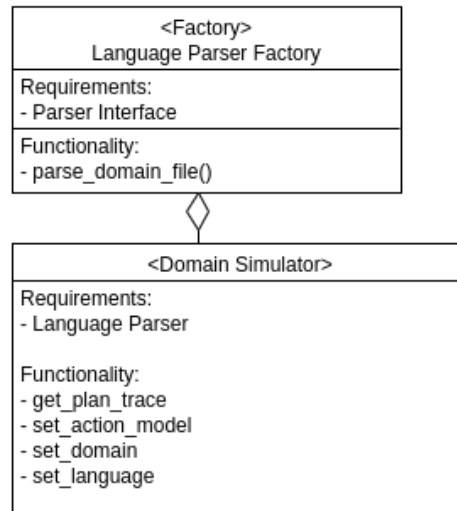 <Factory>
Language Parser Factory
Requirements:
- Parser Interface
Functionality:
- parse_domain_file()
<Domain Simulator>
Requirements:
- Language Parser
Functionality:
- get_plan_trace
- set_action_model
- set_domain
- set_language